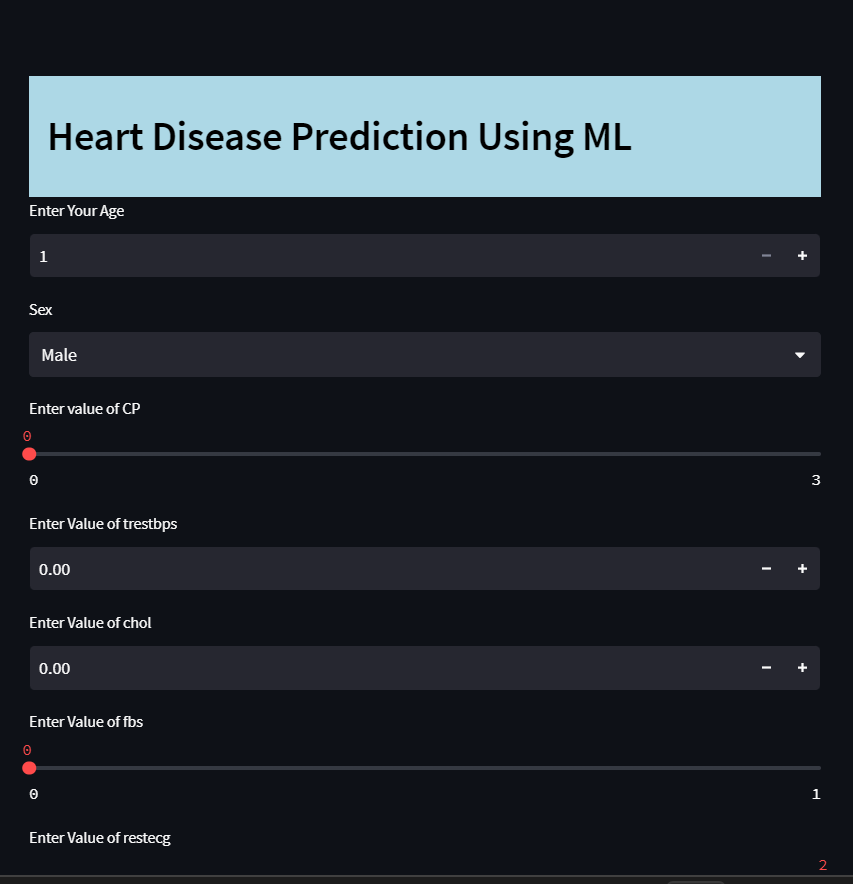 Heart Disease Prediction Using ML
Enter Your Age
1
Sex
Male
Enter value of CP
0
0 3
Enter Value of trestbps
0.00
Enter Value of chol
0.00
Enter Value of fbs
0
0 1
Enter Value of restecg
2